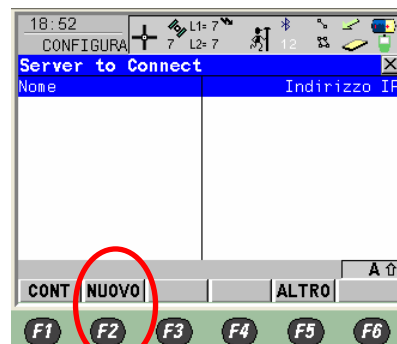 18:52
CONFIGURA
L1= 7
7 L2= 7
12
Server to Connect
Nome Indirizzo IP
A
CONT NUOVO ALTRO
F1 F2 F3 F4 F5 F6